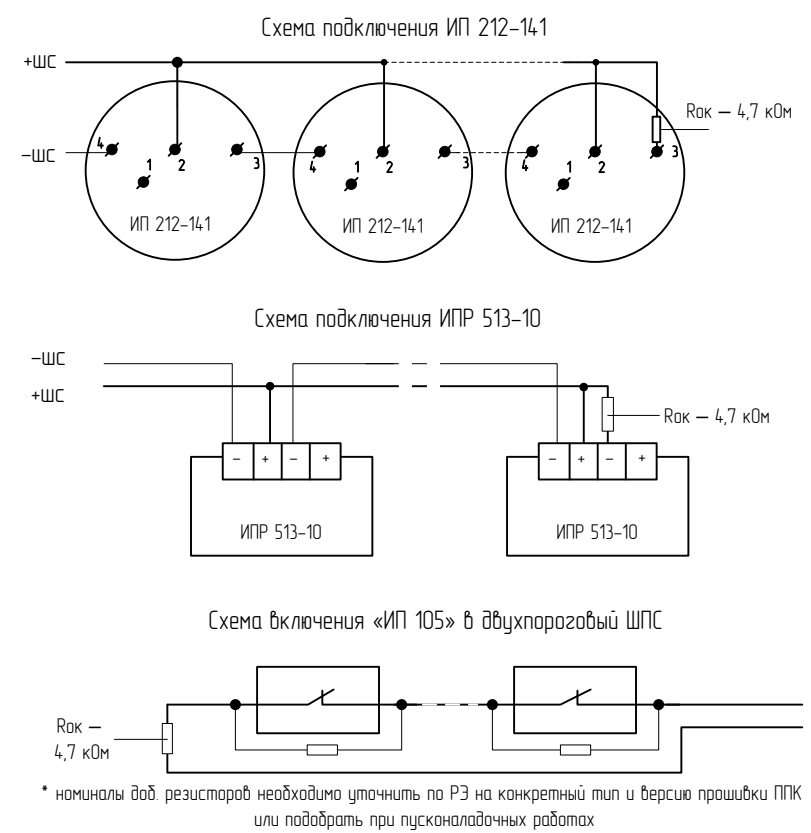 Схема подключения ИП 212-141
+ШС
Rок – 4,7 кОм
-ШС
4 1 2 3
4 1 2 3
4 1 2 3
ИП 212-141
ИП 212-141
ИП 212-141
Схема подключения ИПР 513-10
-ШС
+ШС
Rок – 4,7 кОм
- + - +
- + - +
ИПР 513-10
ИПР 513-10
Схема включения «ИП 105» в двухпороговый ШПС
Rок –
4,7 кОм
* номиналы доб. резисторов необходимо уточнить по РЭ на конкретный тип и версию прошивки ППК
или подобрать при пусконаладочных работах